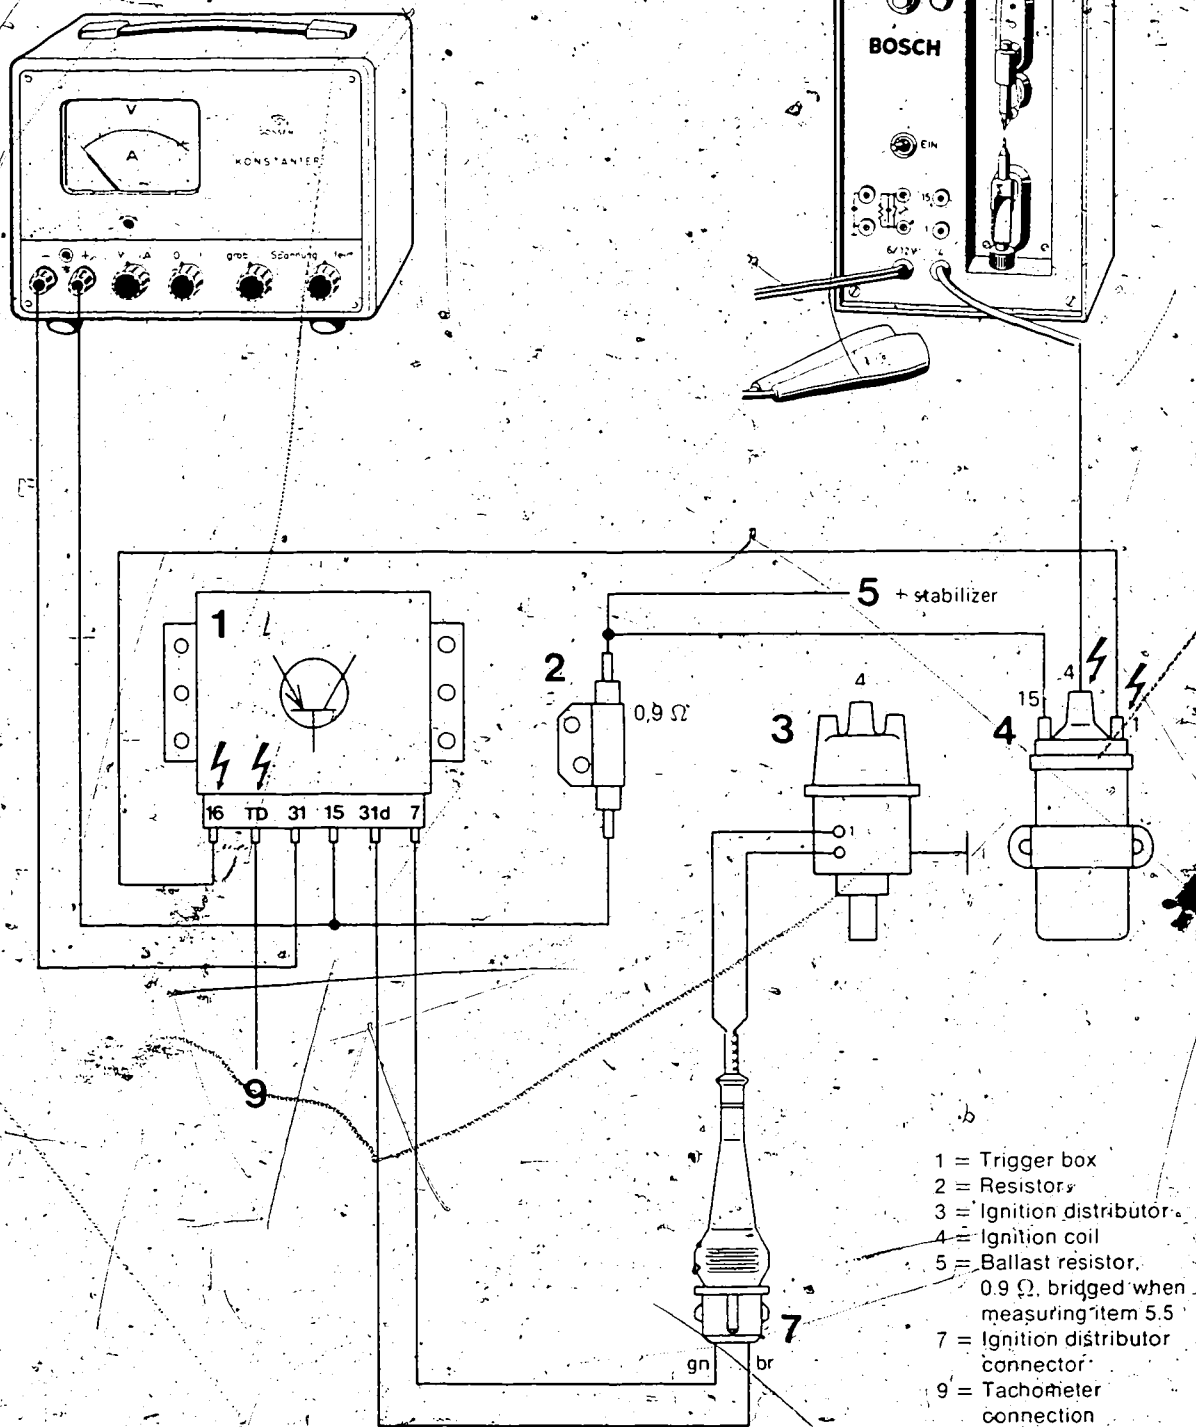 BOSCH
V
A
KONSTANTER
EIN
15
1
6/12V 4
- + V A 0 grob Spannung fein
5 + stabilizer
1
2
0,9 Ω
3
4
4
15
4
1
16 TD 31 15 31d 7
1
9
7
gn br
1 = Trigger box
2 = Resistor
3 = Ignition distributor
4 = Ignition coil
5 = Ballast resistor,
0.9 Ω, bridged when
measuring item 5.5
7 = Ignition distributor
connector
9 = Tachometer
connection